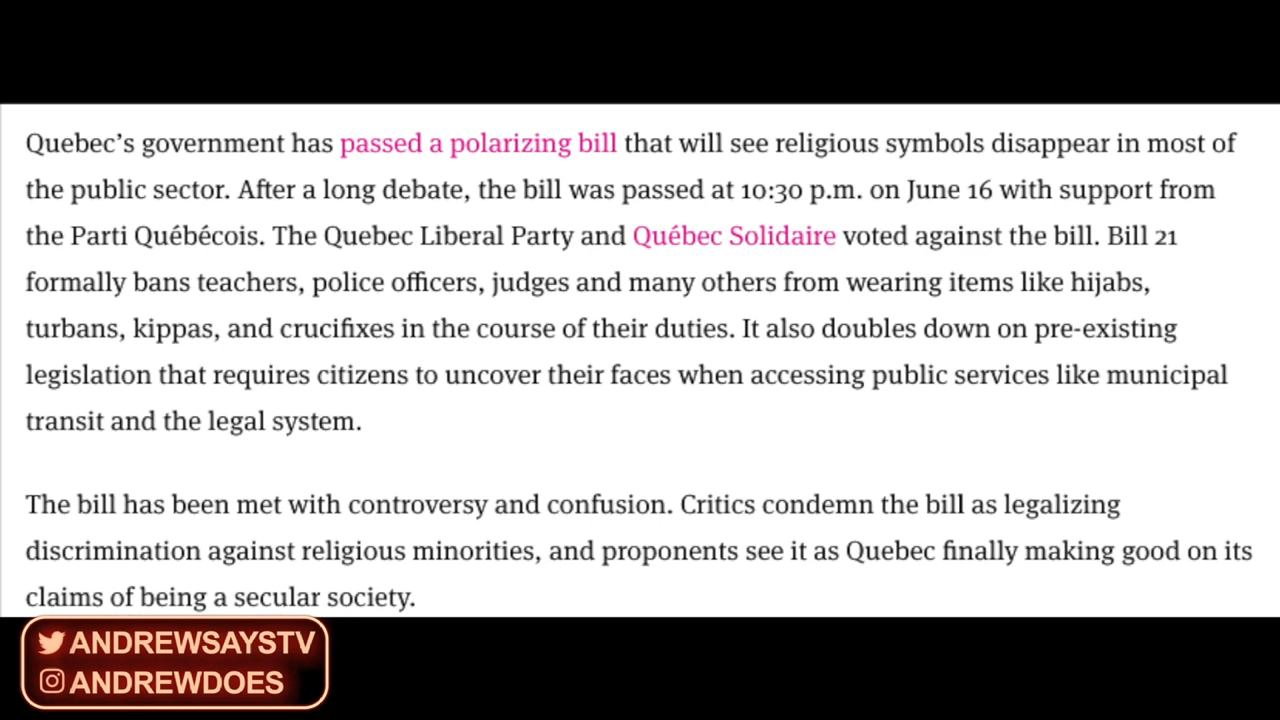 Quebec’s government has passed a polarizing bill that will see religious symbols disappear in most of
the public sector. After a long debate, the bill was passed at 10:30 p.m. on June 16 with support from
the Parti Québécois. The Quebec Liberal Party and Québec Solidaire voted against the bill. Bill 21
formally bans teachers, police officers, judges and many others from wearing items like hijabs,
turbans, kippas, and crucifixes in the course of their duties. It also doubles down on pre-existing
legislation that requires citizens to uncover their faces when accessing public services like municipal
transit and the legal system.
The bill has been met with controversy and confusion. Critics condemn the bill as legalizing
discrimination against religious minorities, and proponents see it as Quebec finally making good on its
claims of being a secular society.
ANDREWSAYSTV
ANDREWDOES